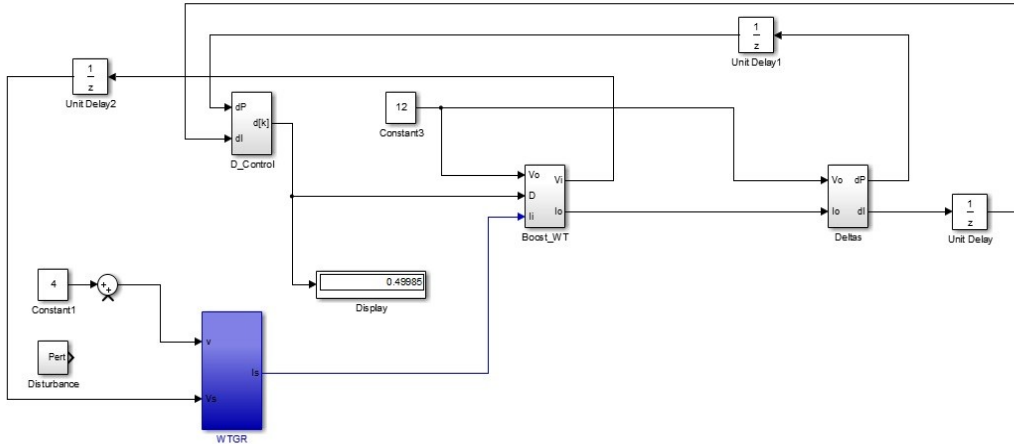 1
z
Unit Delay1
1
z
Unit Delay2
dP
dI
d[k]
D_Control
12
Constant3
Vo
D
Ii
Vi
Io
Boost_WT
Vo
Io
dP
dI
Deltas
1
z
Unit Delay
4
Constant1
+
+
0.49985
Display
Pert
Disturbance
v
Vs
Is
WTGR